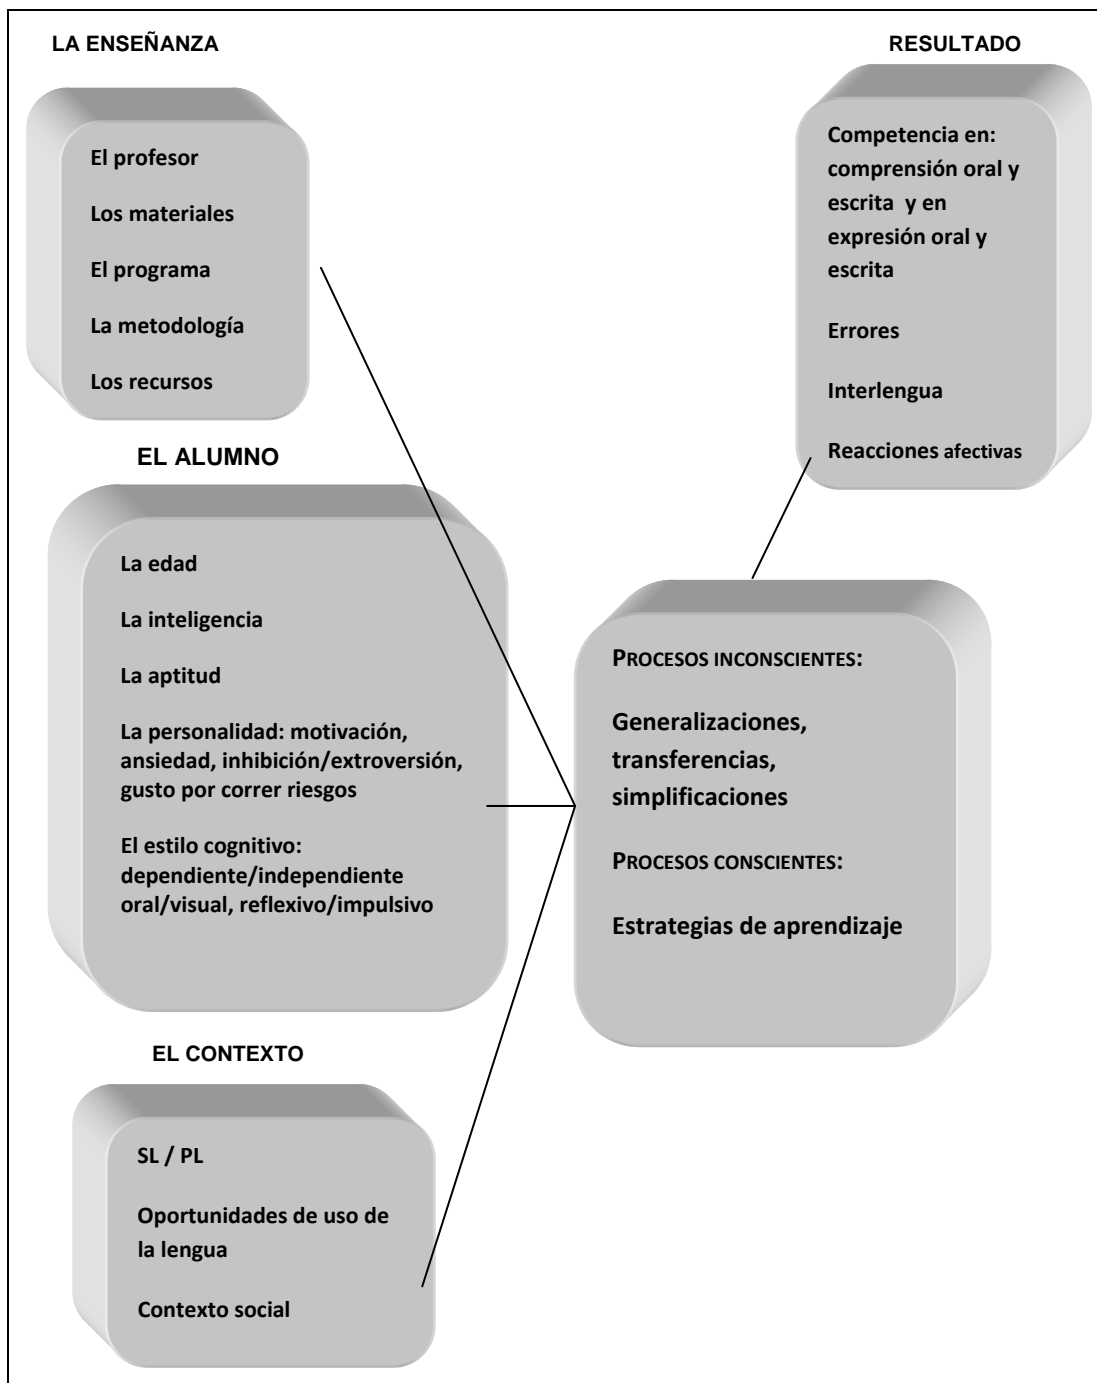 LA ENSEÑANZA
El profesor
Los materiales
El programa
La metodología
Los recursos
EL ALUMNO
La edad
La inteligencia
La aptitud
La personalidad: motivación,
ansiedad, inhibición/extroversión,
gusto por correr riesgos
El estilo cognitivo:
dependiente/independiente
oral/visual, reflexivo/impulsivo
EL CONTEXTO
SL / PL
Oportunidades de uso de
la lengua
Contexto social
PROCESOS INCONSCIENTES:
Generalizaciones,
transferencias,
simplificaciones
PROCESOS CONSCIENTES:
Estrategias de aprendizaje
RESULTADO
Competencia en:
comprensión oral y
escrita y en
expresión oral y
escrita
Errores
Interlengua
Reacciones afectivas